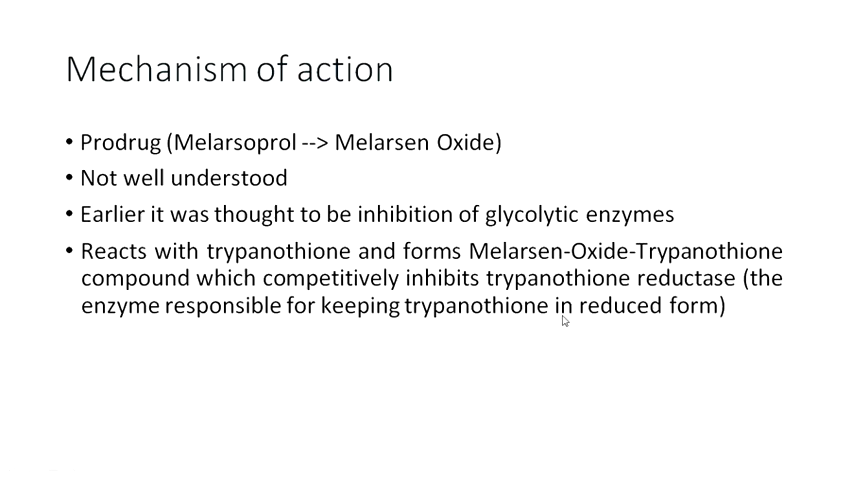 Mechanism of action
• Prodrug (Melarsoprol --> Melarsen Oxide)
• Not well understood
• Earlier it was thought to be inhibition of glycolytic enzymes
• Reacts with trypanothione and forms Melarsen-Oxide-Trypanothione
compound which competitively inhibits trypanothione reductase (the
enzyme responsible for keeping trypanothione in reduced form)